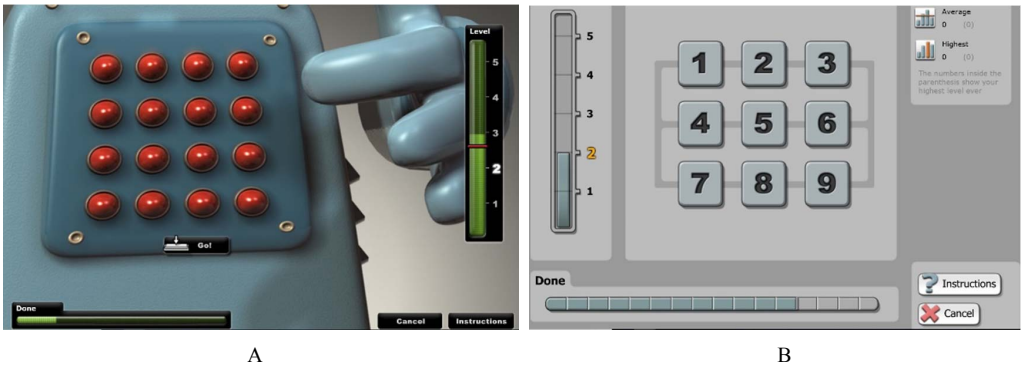 Level
5
4
3
2
1
Go!
Done
Cancel
Instructions
5
4
3
2
1
1 2 3
4 5 6
7 8 9
Average
0 (0)
Highest
0 (0)
The numbers inside the
parenthesis show your
highest level ever
Done
Instructions
Cancel
A
B